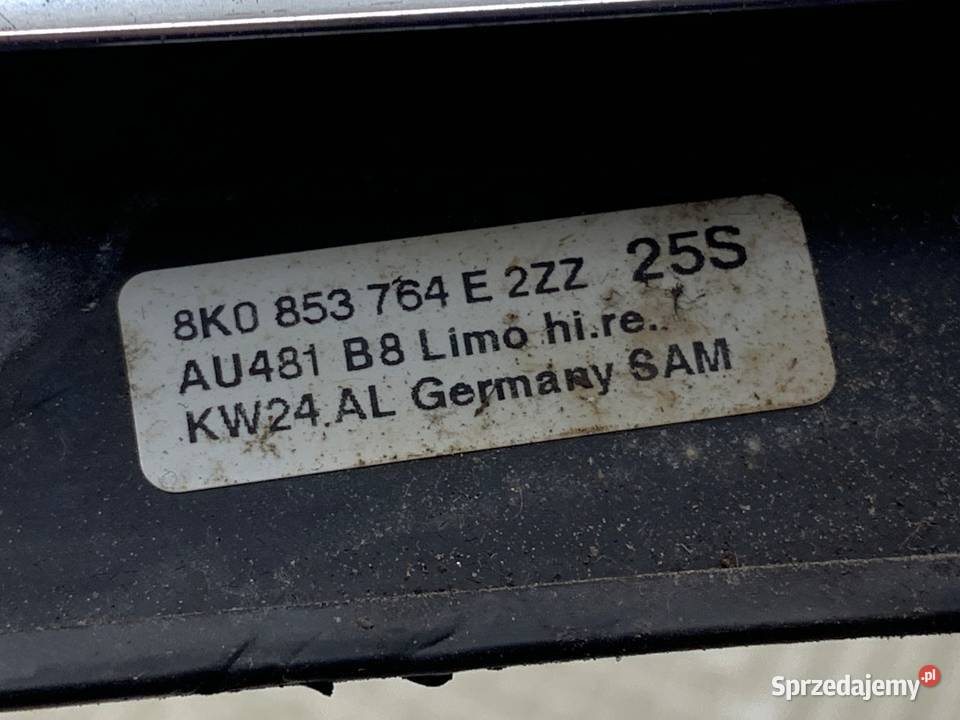 8K0 853 764 E 2ZZ 25S
AU481 B8 Limo hi.re..
KW24.AL Germany SAM
Sprzedajemy.pl